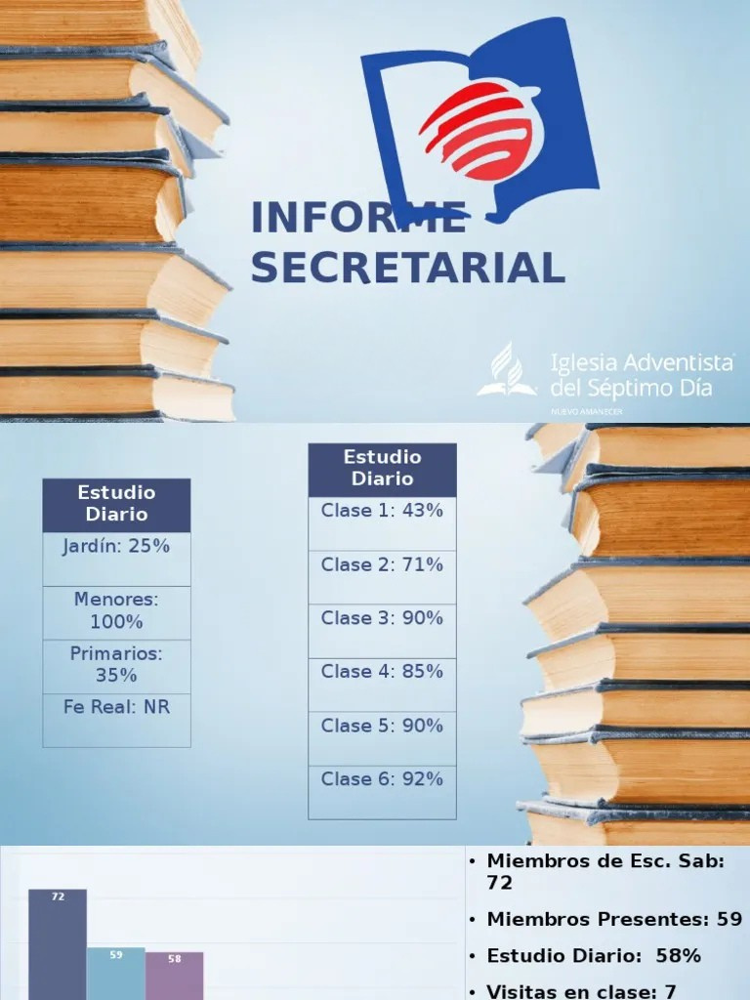 INFORME
SECRETARIAL
Iglesia Adventista
del Séptimo Día
NUEVO AMANECER
Estudio
Diario
Jardín: 25%
Menores:
100%
Primarios:
35%
Fe Real: NR
Estudio
Diario
Clase 1: 43%
Clase 2: 71%
Clase 3: 90%
Clase 4: 85%
Clase 5: 90%
Clase 6: 92%
72
59
58
• Miembros de Esc. Sab:
72
• Miembros Presentes: 59
• Estudio Diario: 58%
• Visitas en clase: 7